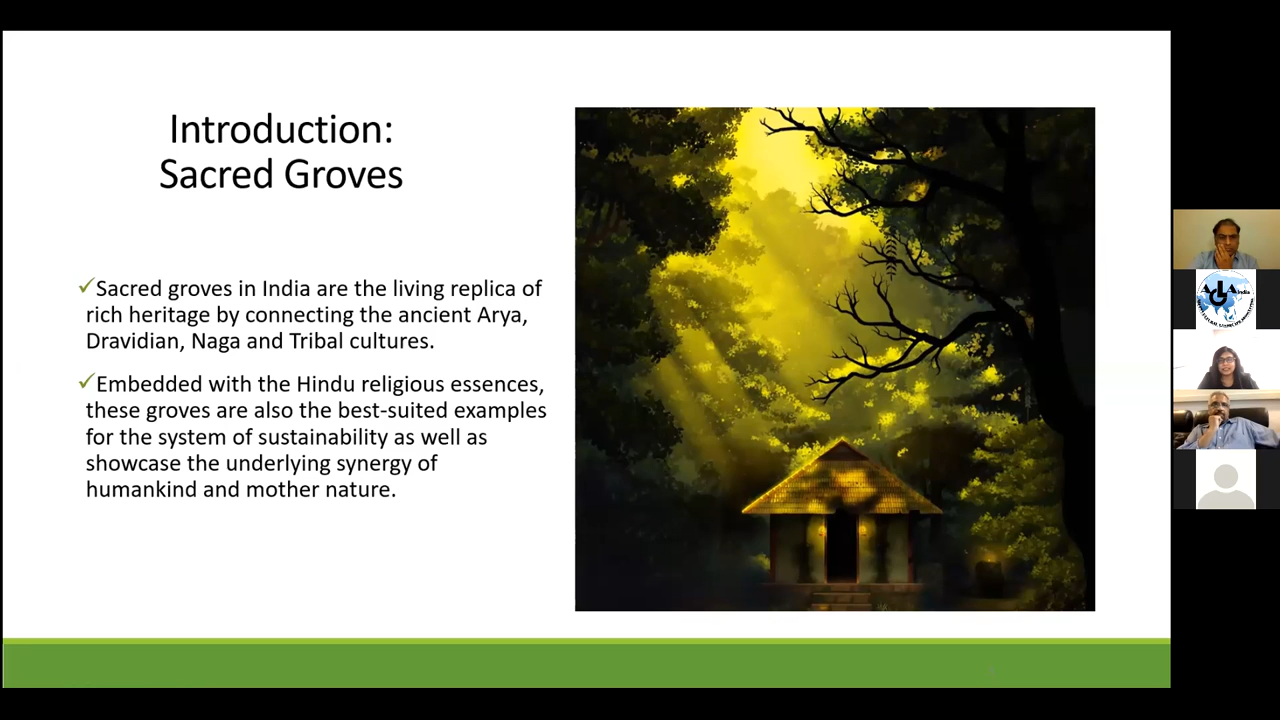 Introduction:
Sacred Groves
✓Sacred groves in India are the living replica of
rich heritage by connecting the ancient Arya,
Dravidian, Naga and Tribal cultures.
✓Embedded with the Hindu religious essences,
these groves are also the best-suited examples
for the system of sustainability as well as
showcase the underlying synergy of
humankind and mother nature.